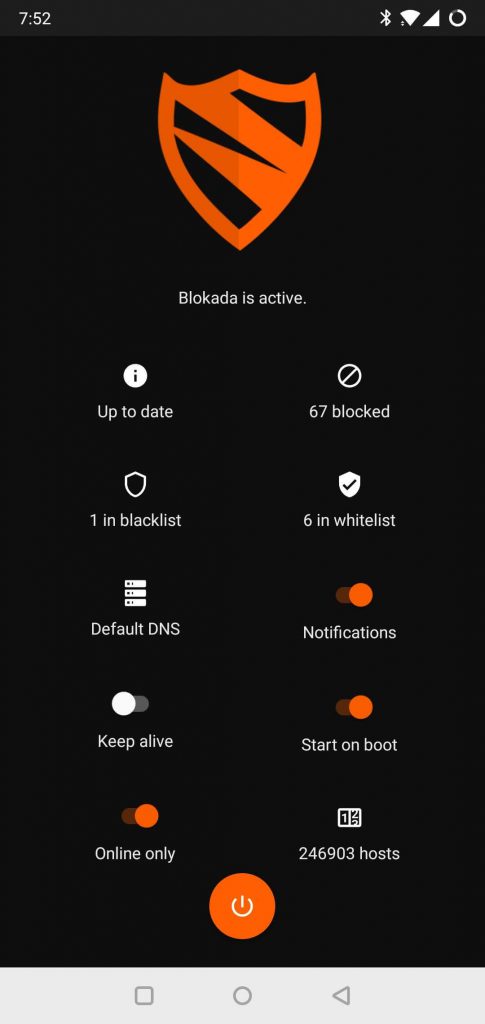 7:52
Blokada is active.
Up to date
67 blocked
1 in blacklist
6 in whitelist
Default DNS
Notifications
Keep alive
Start on boot
Online only
246903 hosts